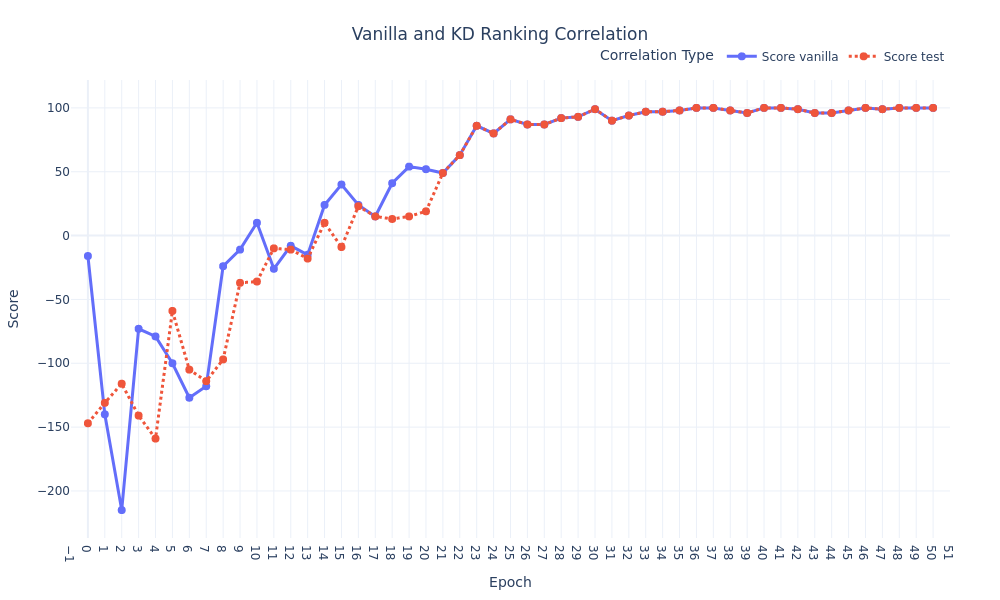 Vanilla and KD Ranking Correlation
Correlation Type Score vanilla Score test
100
50
0
−50
−100
−150
−200
Score
−1 0 1 2 3 4 5 6 7 8 9 10 11 12 13 14 15 16 17 18 19 20 21 22 23 24 25 26 27 28 29 30 31 32 33 34 35 36 37 38 39 40 41 42 43 44 45 46 47 48 49 50 51
Epoch